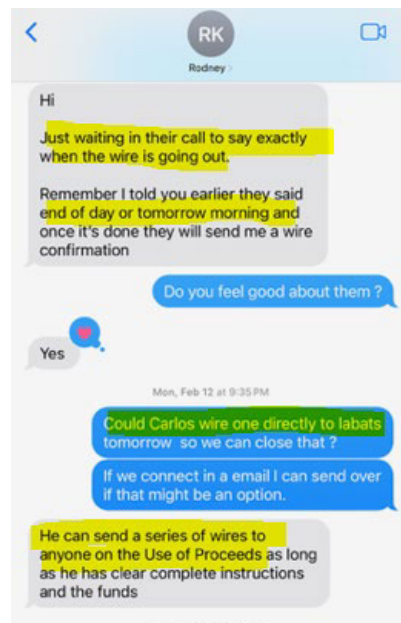 RK
Rodney
Hi
Just waiting in their call to say exactly
when the wire is going out.
Remember I told you earlier they said
end of day or tomorrow morning and
once it's done they will send me a wire
confirmation
Do you feel good about them ?
Yes
Mon, Feb 12 at 9:35 PM
Could Carlos wire one directly to labats
tomorrow so we can close that ?
If we connect in a email I can send over
if that might be an option.
He can send a series of wires to
anyone on the Use of Proceeds as long
as he has clear complete instructions
and the funds